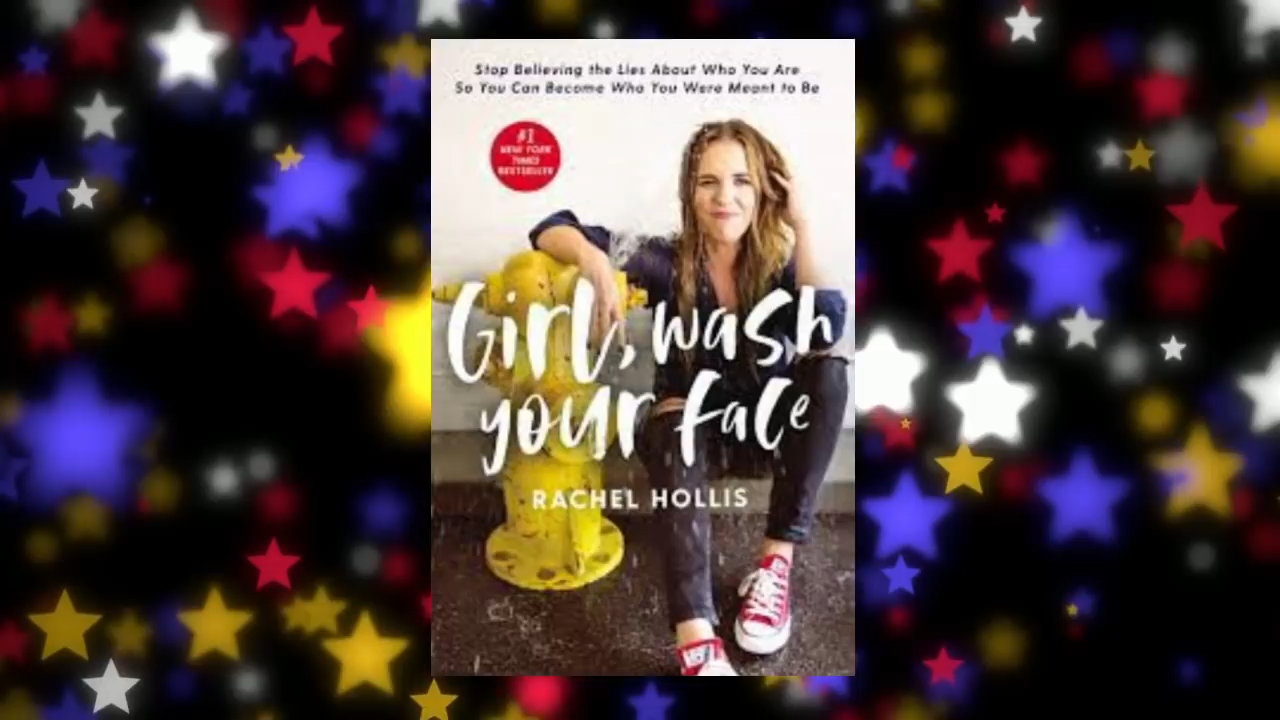 Stop Believing the Lies About Who You Are
So You Can Become Who You Were Meant to Be
#1
NEW YORK
TIMES
BESTSELLER
Girl, wash
your face
RACHEL HOLLIS